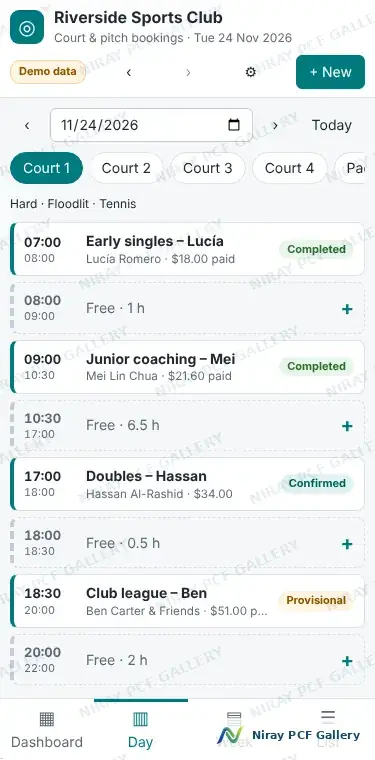 Riverside Sports Club
Court & pitch bookings · Tue 24 Nov 2026
Demo data
+ New
11/24/2026
Today
Court 1
Court 2
Court 3
Court 4
Hard · Floodlit · Tennis
07:00 Early singles – Lucía
08:00 Lucía Romero · $18.00 paid
Completed
08:00
09:00
Free · 1 h
+
09:00 Junior coaching – Mei
10:30 Mei Lin Chua · $21.60 paid
Completed
10:30
17:00
Free · 6.5 h
+
17:00 Doubles – Hassan
18:00 Hassan Al-Rashid · $34.00
Confirmed
18:00
18:30
Free · 0.5 h
+
18:30 Club league – Ben
20:00 Ben Carter & Friends · $51.00 p...
Provisional
20:00
22:00
Free · 2 h
+
Dashboard
Day
Week
List
Niray PCF Gallery
NIRAY PCF GALLERY